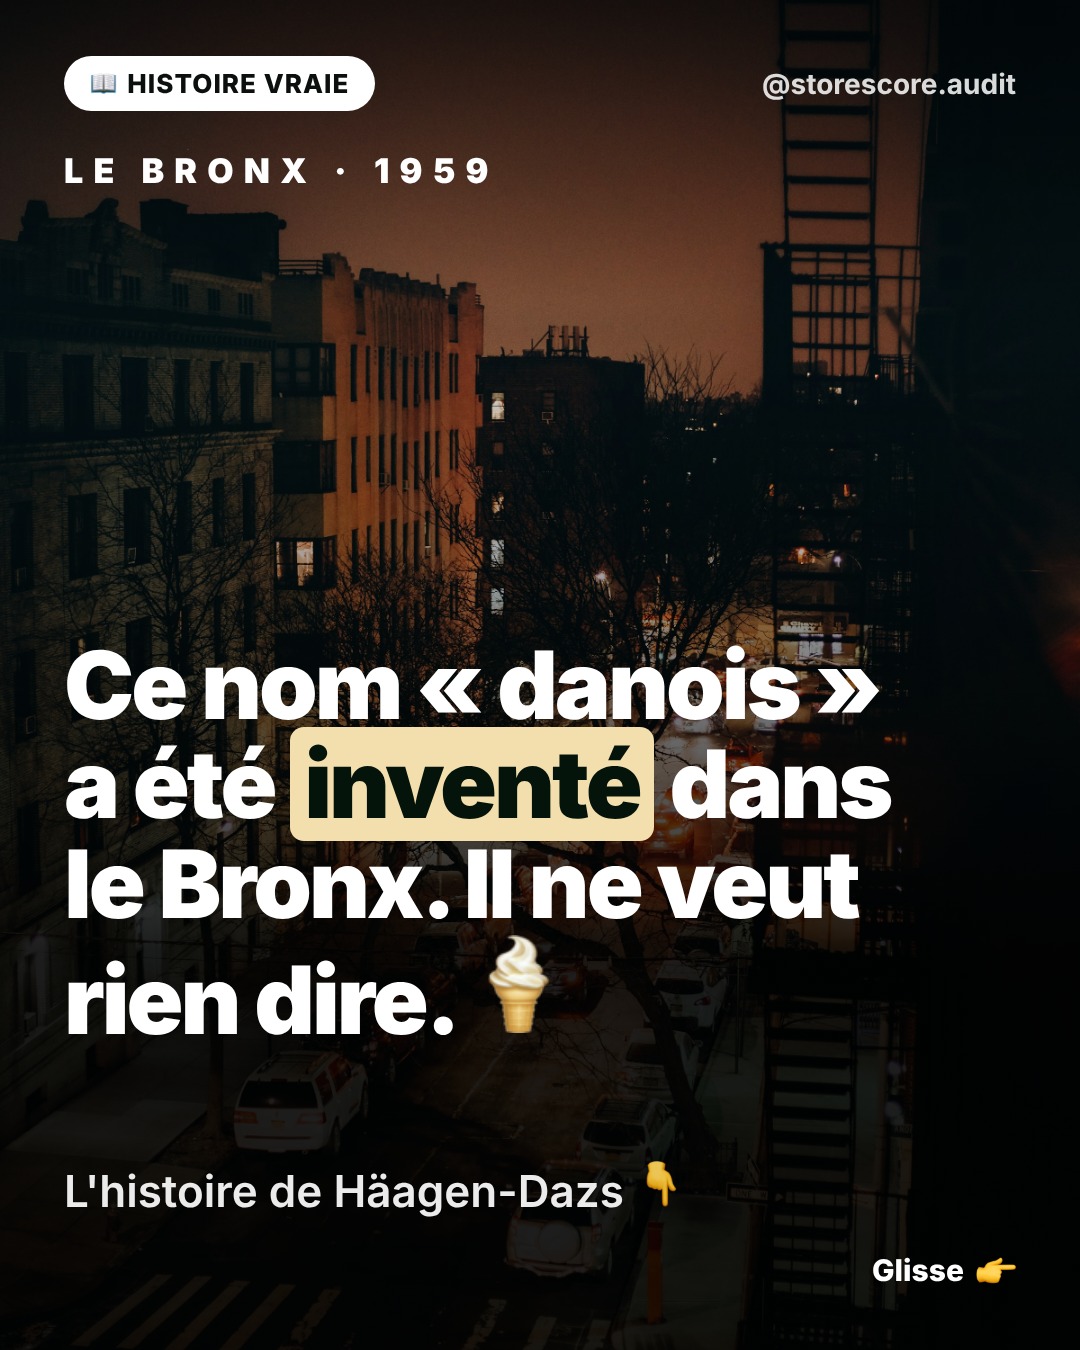 📖 HISTOIRE VRAIE
@storescore.audit
LE BRONX · 1959
Ce nom « danois »
a été inventé dans
le Bronx. Il ne veut
rien dire. 🍦
L'histoire de Häagen-Dazs 👇
Glisse 👉